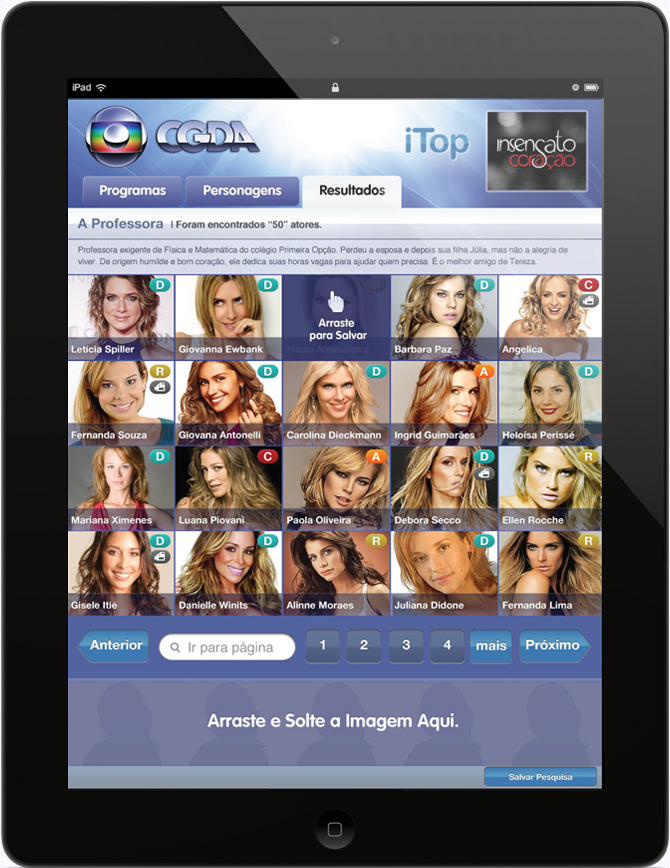 iPad
CGDA
iTop
insensato
coração
Programas
Personagens
Resultados
A Professora | Foram encontrados “50” atores.
Professora exigente de Física e Matemática do colégio Primeira Opção. Perdeu a esposa e depois sua filha Júlia, mas não a alegria de
viver. De origem humilde e bom coração, ele dedica suas horas vagas para ajudar quem precisa. É o melhor amigo de Tereza.
D
D
D
C
Arraste
para Salvar
Letícia Spiller
Giovanna Ewbank
Flávia Alessandra
Barbara Paz
Angelica
R
D
D
A
D
Fernanda Souza
Giovana Antonelli
Carolina Dieckmann
Ingrid Guimarães
Heloísa Perissé
D
C
A
D
R
Mariana Ximenes
Luana Piovani
Paola Oliveira
Debora Secco
Ellen Rocche
D
D
R
D
R
Gisele Itié
Danielle Winits
Alinne Moraes
Juliana Didone
Fernanda Lima
Anterior
Ir para página
1
2
3
4
mais
Próximo
Arraste e Solte a Imagem Aqui.
Salvar Pesquisa